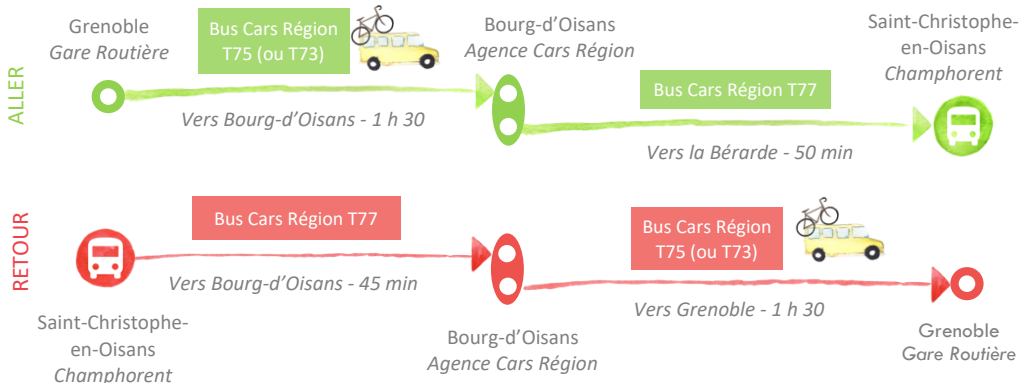 ALLER
Grenoble
Gare Routière
Bus Cars Région
T75 (ou T73)
Vers Bourg-d’Oisans - 1 h 30
Bourg-d’Oisans
Agence Cars Région
Bus Cars Région T77
Vers la Bérarde - 50 min
Saint-Christophe-
en-Oisans
Champhorent
RETOUR
Saint-Christophe-
en-Oisans
Champhorent
Bus Cars Région T77
Vers Bourg-d’Oisans - 45 min
Bourg-d’Oisans
Agence Cars Région
Bus Cars Région
T75 (ou T73)
Vers Grenoble - 1 h 30
Grenoble
Gare Routière